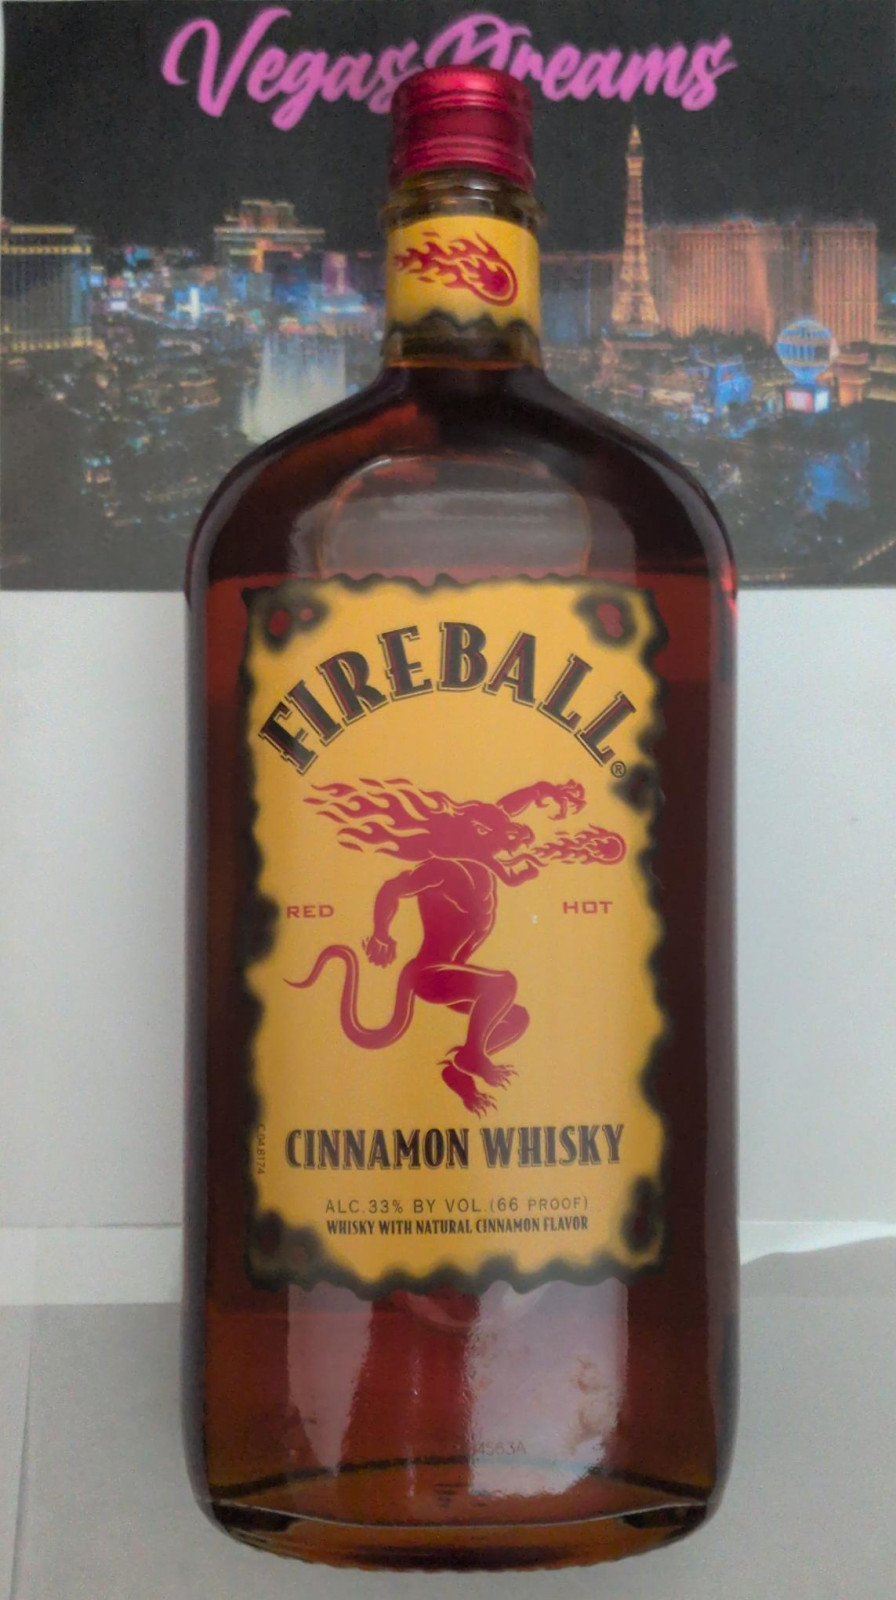 Vegas Dreams
FIREBALL®
RED HOT
CINNAMON WHISKY
ALC.33% BY VOL.(66 PROOF)
WHISKY WITH NATURAL CINNAMON FLAVOR